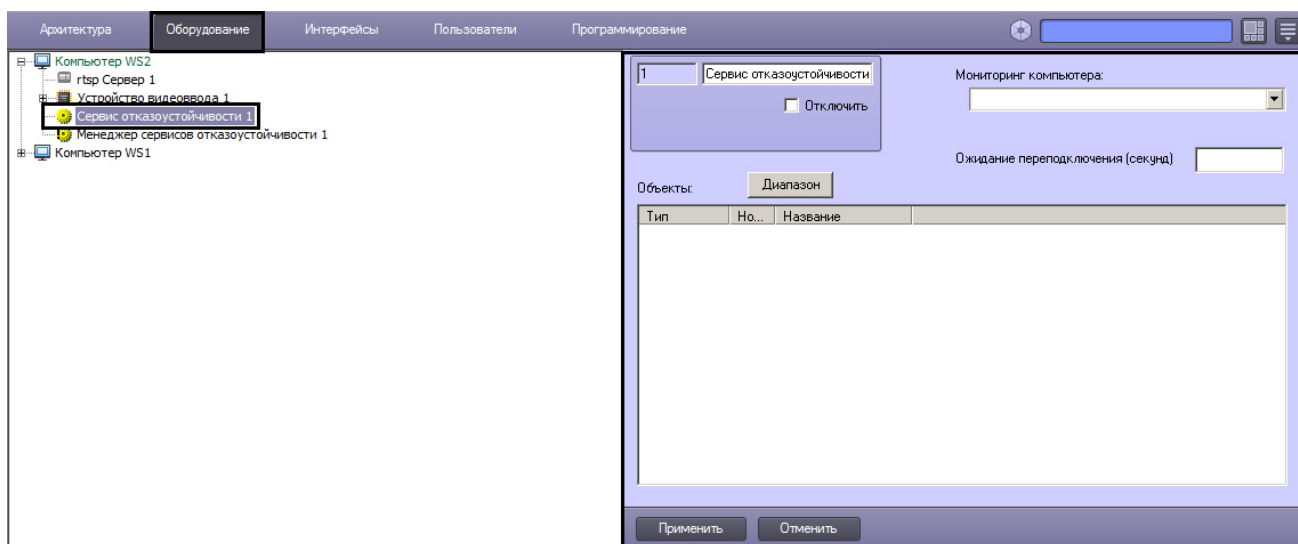 Архитектура Оборудование Интерфейсы Пользователи Программирование
Компьютер WS2
rtsp Сервер 1
Устройство видеоввода 1
Сервис отказоустойчивости 1
Менеджер сервисов отказоустойчивости 1
Компьютер WS1
1 Сервис отказоустойчивости
Отключить
Мониторинг компьютера:
Ожидание переподключения (секунд)
Объекты: Диапазон
Тип Но... Название
Применить Отменить